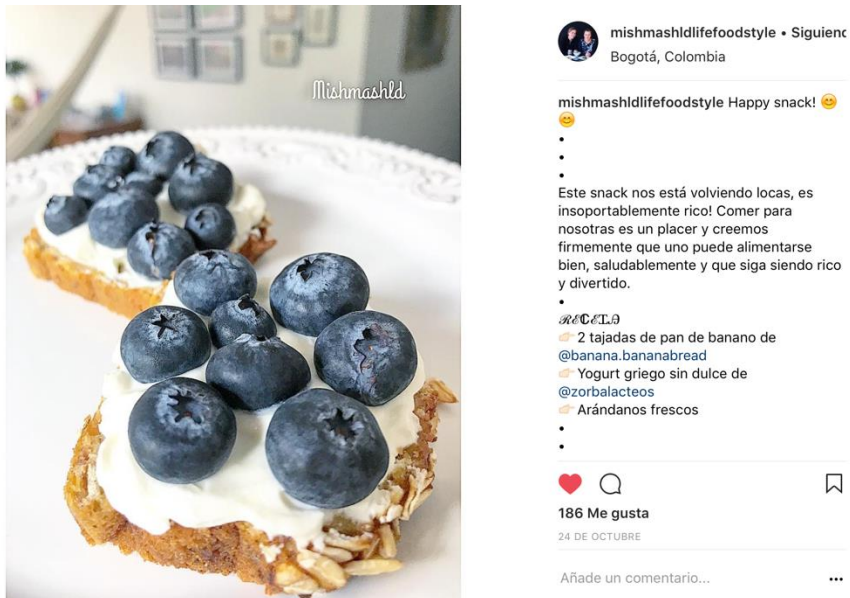 Mishmashld
mishmashldlifefoodstyle • Siguienc
Bogotá, Colombia
mishmashldlifefoodstyle Happy snack! 😊
😊
•
•
•
Este snack nos está volviendo locas, es
insoportablemente rico! Comer para
nosotras es un placer y creemos
firmemente que uno puede alimentarse
bien, saludablemente y que siga siendo rico
y divertido.
•
ℛℰℂℰTA
👉🏻 2 tajadas de pan de banano de
@banana.bananabread
👉🏻 Yogurt griego sin dulce de
@zorbalacteos
👉🏻 Arándanos frescos
•
•
186 Me gusta
24 DE OCTUBRE
Añade un comentario...